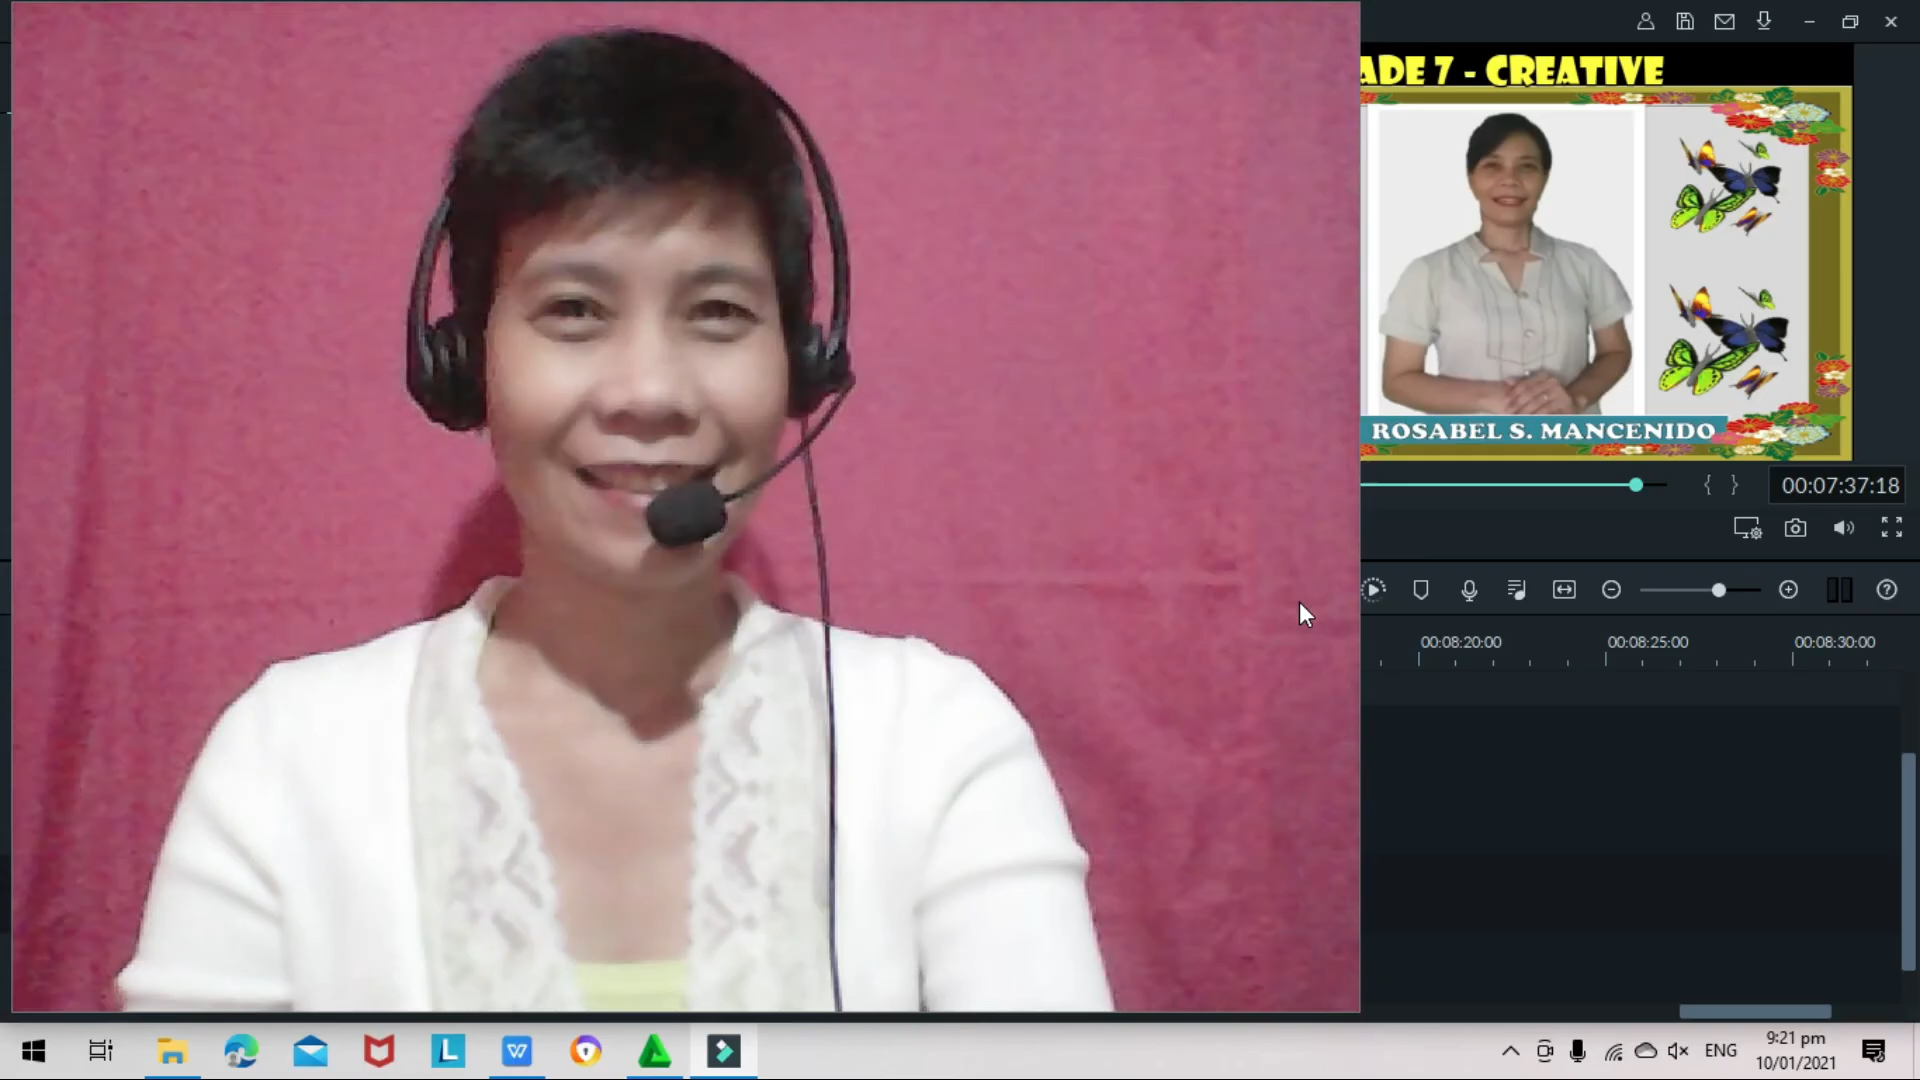 ADE 7 - CREATIVE
ROSABEL S. MANCENIDO
00:07:37:18
00:08:20:00
00:08:25:00
00:08:30:00
ENG
9:21 pm
10/01/2021